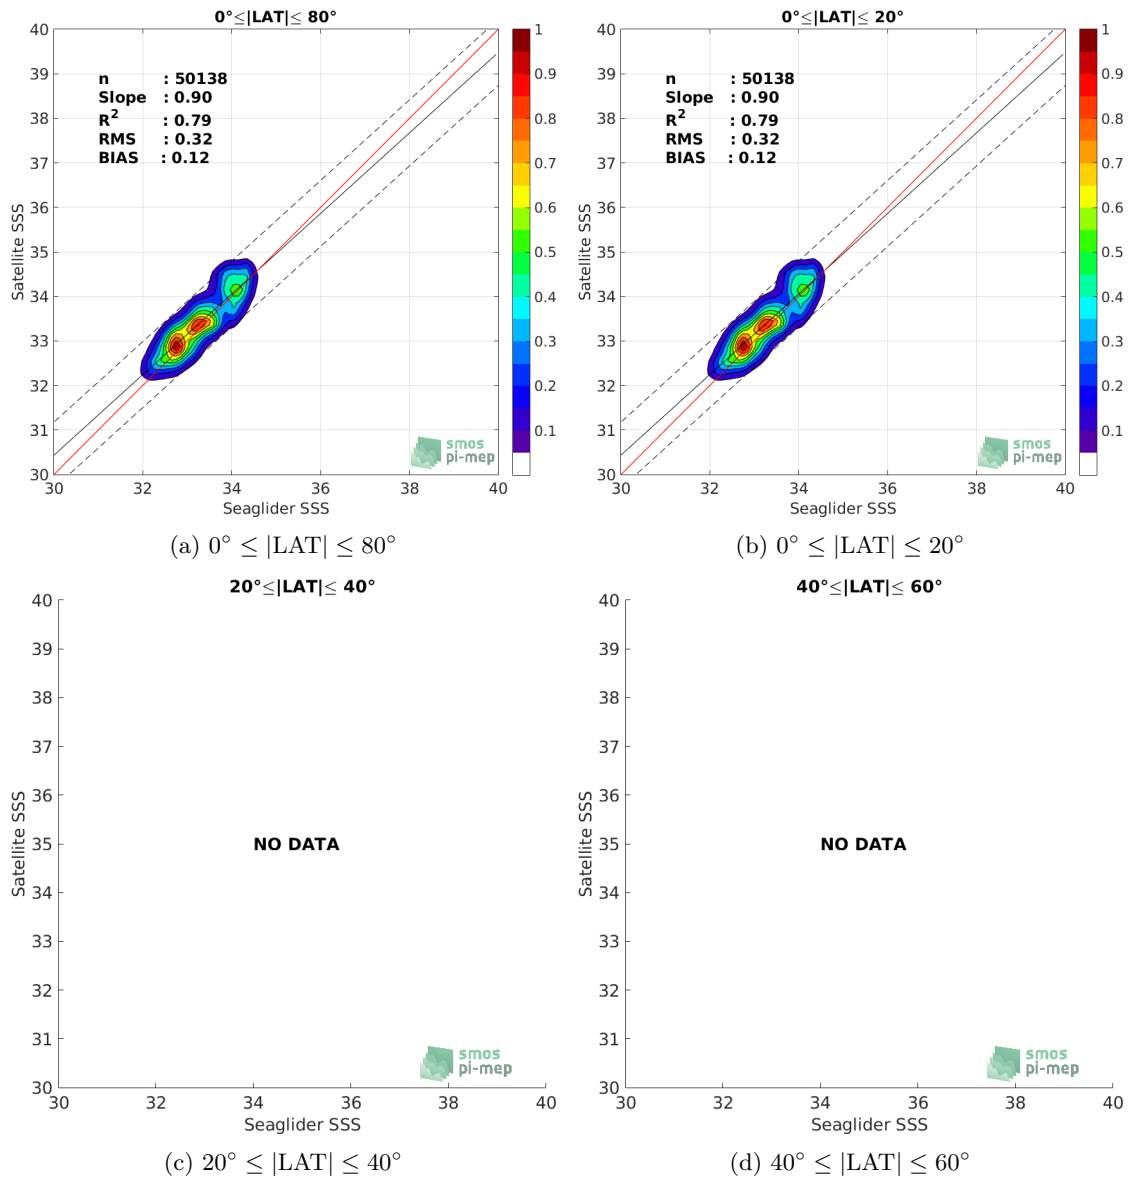 0°≤|LAT|≤ 80°
40
39
38
37
36
35
34
33
32
31
30
Satellite SSS
n : 50138
Slope : 0.90
R2 : 0.79
RMS : 0.32
BIAS : 0.12
smos
pi-mep
30 32 34 36 38 40
Seaglider SSS
1
0.9
0.8
0.7
0.6
0.5
0.4
0.3
0.2
0.1
(a) 0° ≤ |LAT| ≤ 80°
0°≤|LAT|≤ 20°
40
39
38
37
36
35
34
33
32
31
30
Satellite SSS
n : 50138
Slope : 0.90
R2 : 0.79
RMS : 0.32
BIAS : 0.12
smos
pi-mep
30 32 34 36 38 40
Seaglider SSS
1
0.9
0.8
0.7
0.6
0.5
0.4
0.3
0.2
0.1
(b) 0° ≤ |LAT| ≤ 20°
20°≤|LAT|≤ 40°
40
39
38
37
36
35
34
33
32
31
30
Satellite SSS
NO DATA
smos
pi-mep
30 32 34 36 38 40
Seaglider SSS
(c) 20° ≤ |LAT| ≤ 40°
40°≤|LAT|≤ 60°
40
39
38
37
36
35
34
33
32
31
30
Satellite SSS
NO DATA
smos
pi-mep
30 32 34 36 38 40
Seaglider SSS
(d) 40° ≤ |LAT| ≤ 60°